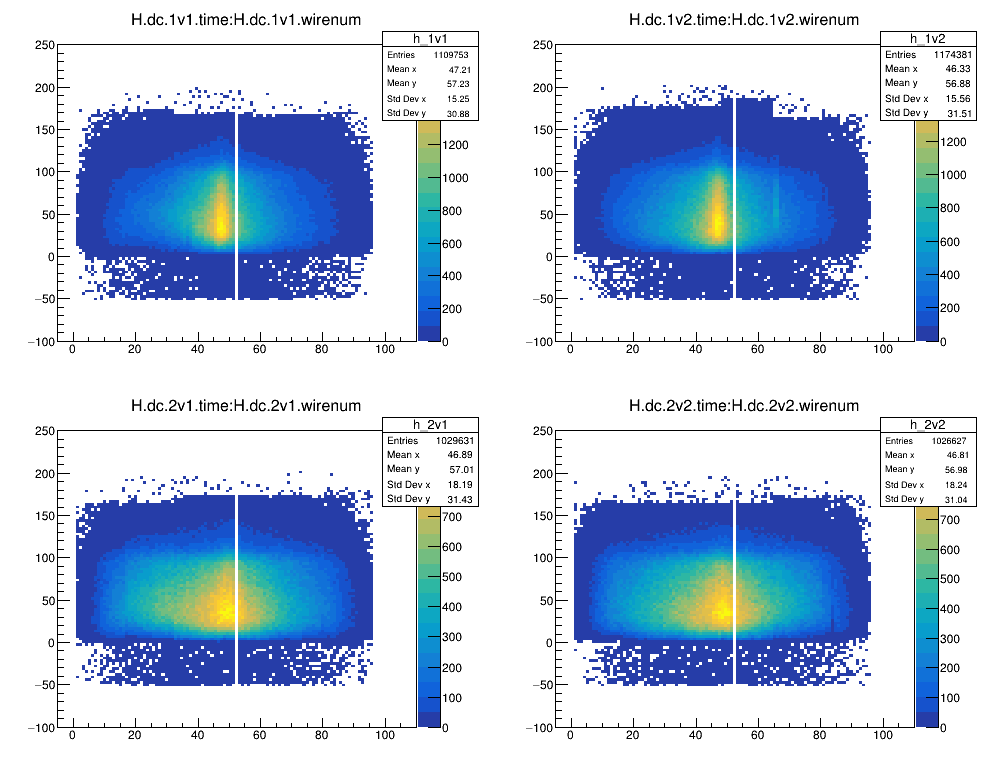 H.dc.1v1.time:H.dc.1v1.wirenum
h_1v1
Entries 1109753
Mean x 47.21
Mean y 57.23
Std Dev x 15.25
Std Dev y 30.88
250
200
150
100
50
0
−50
−100
0 20 40 60 80 100
1200
1000
800
600
400
200
0
H.dc.1v2.time:H.dc.1v2.wirenum
h_1v2
Entries 1174381
Mean x 46.33
Mean y 56.88
Std Dev x 15.56
Std Dev y 31.51
250
200
150
100
50
0
−50
−100
0 20 40 60 80 100
1200
1000
800
600
400
200
0
H.dc.2v1.time:H.dc.2v1.wirenum
h_2v1
Entries 1029631
Mean x 46.89
Mean y 57.01
Std Dev x 18.19
Std Dev y 31.43
250
200
150
100
50
0
−50
−100
0 20 40 60 80 100
700
600
500
400
300
200
100
0
H.dc.2v2.time:H.dc.2v2.wirenum
h_2v2
Entries 1026627
Mean x 46.81
Mean y 56.98
Std Dev x 18.24
Std Dev y 31.04
250
200
150
100
50
0
−50
−100
0 20 40 60 80 100
700
600
500
400
300
200
100
0